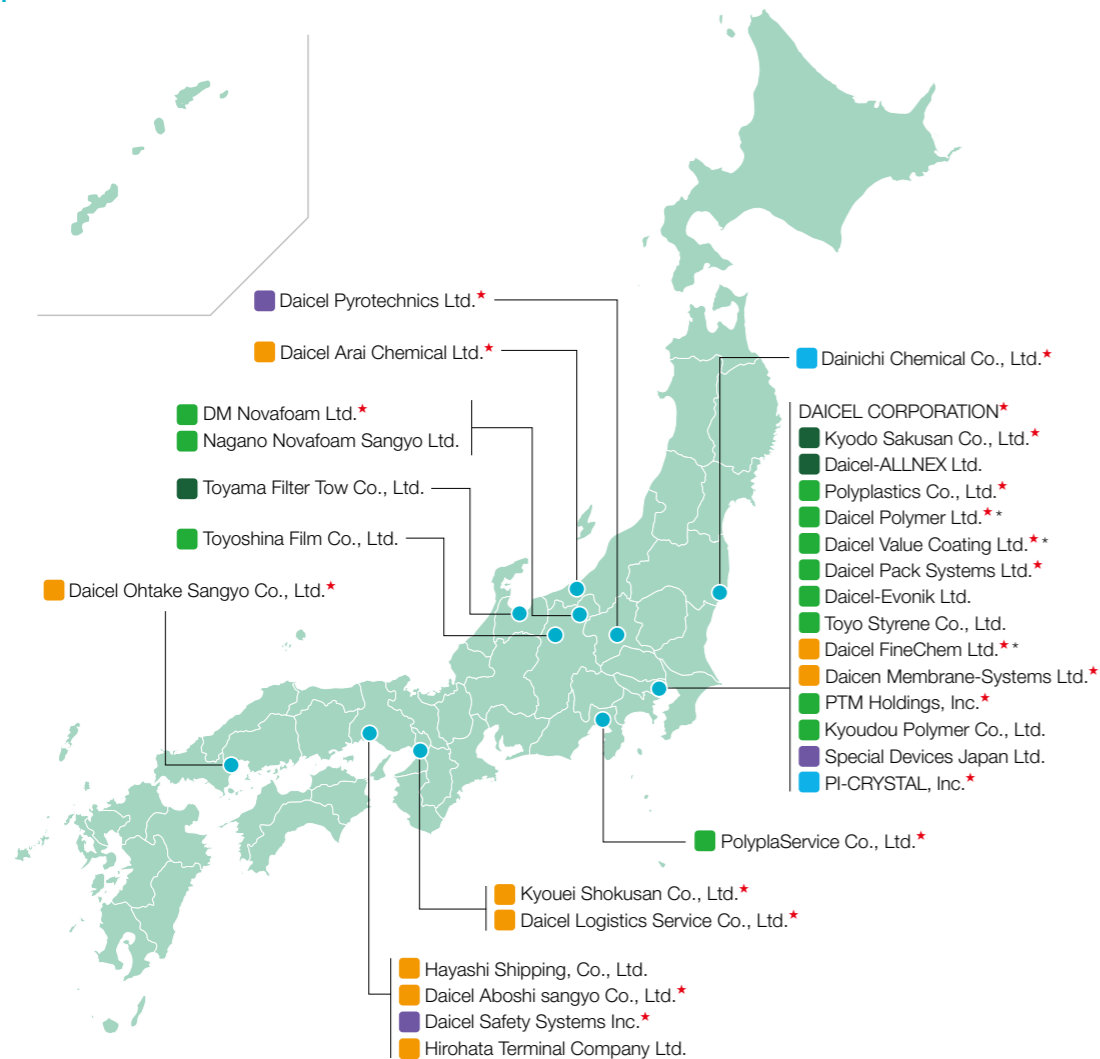 Daicel Pyrotechnics Ltd.★
Daicel Arai Chemical Ltd.★
DM Novafoam Ltd.★
Nagano Novafoam Sangyo Ltd.
Toyama Filter Tow Co., Ltd.
Toyoshina Film Co., Ltd.
Daicel Ohtake Sangyo Co., Ltd.★
Dainichi Chemical Co., Ltd.★
DAICEL CORPORATION★
Kyodo Sakusan Co., Ltd.★
Daicel-ALLNEX Ltd.
Polyplastics Co., Ltd.★
Daicel Polymer Ltd.★*
Daicel Value Coating Ltd.★*
Daicel Pack Systems Ltd.★
Daicel-Evonik Ltd.
Toyo Styrene Co., Ltd.
Daicel FineChem Ltd.★*
Daicen Membrane-Systems Ltd.★
PTM Holdings, Inc.★
Kyoudou Polymer Co., Ltd.
Special Devices Japan Ltd.
PI-CRYSTAL, Inc.★
PolyplaService Co., Ltd.★
Kyouei Shokusan Co., Ltd.★
Daicel Logistics Service Co., Ltd.★
Hayashi Shipping, Co., Ltd.
Daicel Aboshi sangyo Co., Ltd.★
Daicel Safety Systems Inc.★
Hirohata Terminal Company Ltd.